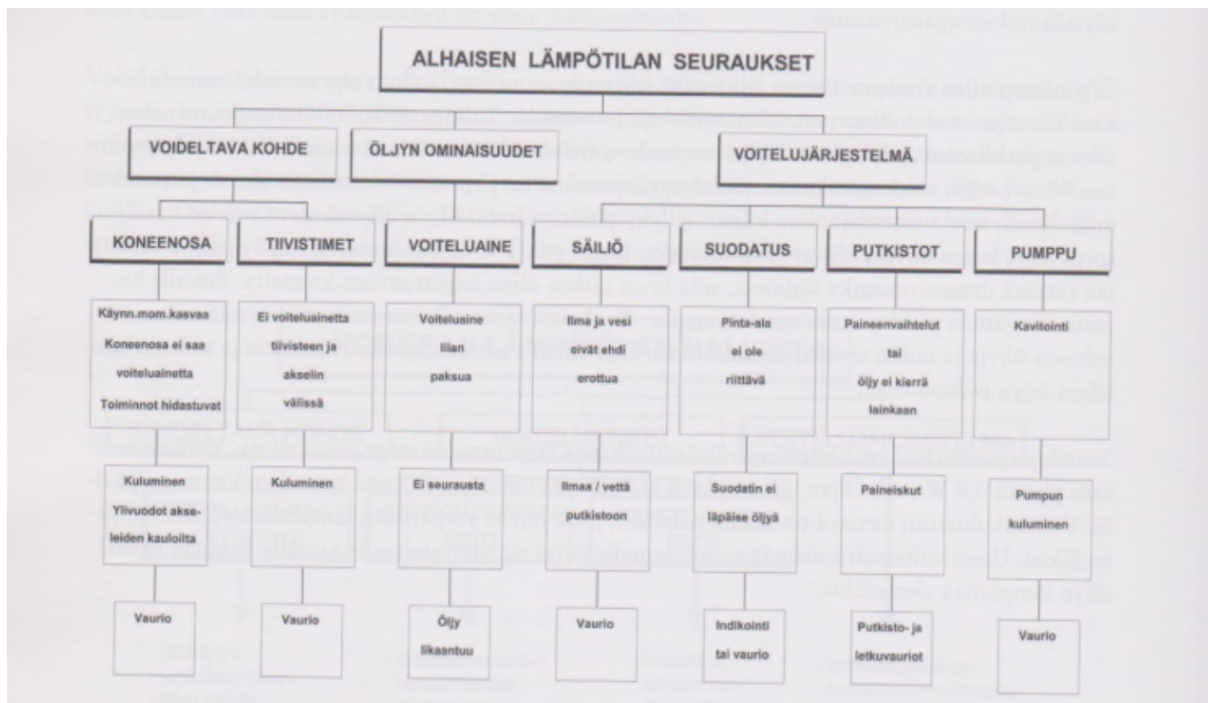 ALHAISEN LÄMPÖTILAN SEURAUKSET
VOIDELTAVA KOHDE
ÖLJYN OMINAISUUDET
VOITELUJÄRJESTELMÄ
KONEENOSA
TIIVISTIMET
VOITELUAINE
SÄILIÖ
SUODATUS
PUTKISTOT
PUMPPU
Käynn.mom.kasvaa
Koneenosa ei saa
voiteluainetta
Toiminnot hidastuvat
Ei voiteluainetta
tiivisteen ja
akselin
välissä
Voiteluaine
liian
paksua
Ilma ja vesi
eivät ehdi
erottua
Pinta-ala
ei ole
riittävä
Paineenvaihtelut
tai
öljy ei kierrä
lainkaan
Kavitointi
Kuluminen
Ylivuodot akse-
leiden kauloilta
Kuluminen
Ei seurausta
Ilmaa / vettä
putkistoon
Suodatin ei
läpäise öljyä
Paineiskut
Pumpun
kuluminen
Vaurio
Vaurio
Öljy
likaantuu
Vaurio
Indikointi
tai vaurio
Putkisto- ja
letkuvauriot
Vaurio